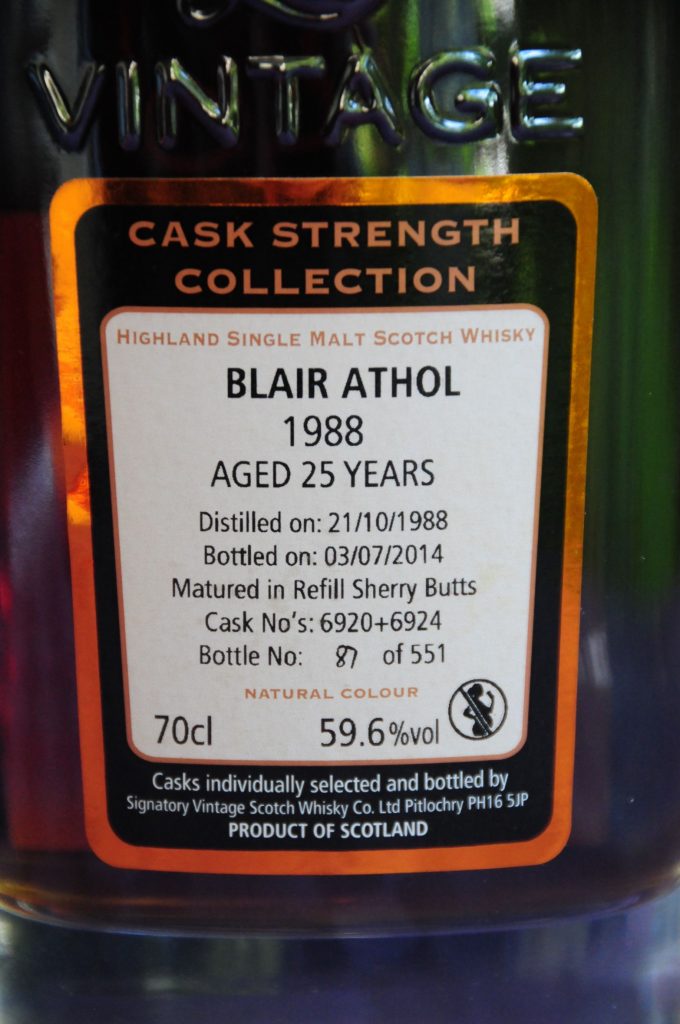 VINTAGE
CASK STRENGTH
COLLECTION
HIGHLAND SINGLE MALT SCOTCH WHISKY
BLAIR ATHOL
1988
AGED 25 YEARS
Distilled on: 21/10/1988
Bottled on: 03/07/2014
Matured in Refill Sherry Butts
Cask No's: 6920+6924
Bottle No: 87 of 551
NATURAL COLOUR
70cl 59.6%vol
Casks individually selected and bottled by
Signatory Vintage Scotch Whisky Co. Ltd Pitlochry PH16 5JP
PRODUCT OF SCOTLAND